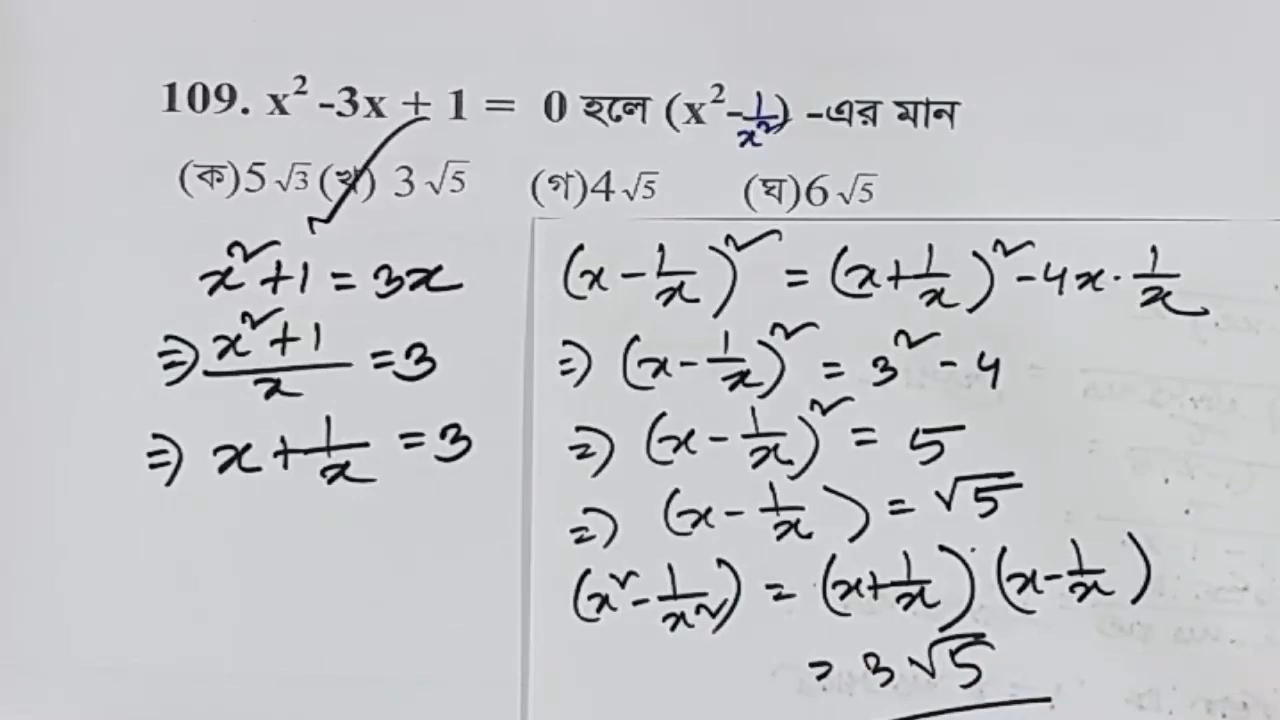 109. x² -3x + 1 = 0 হলে (x²-1/x²) -এর মান
(ক)5√3 (খ) 3√5 (গ)4√5 (ঘ)6√5
x² + 1 = 3x
⇒ (x² + 1)/x = 3
⇒ x + 1/x = 3
(x - 1/x)² = (x + 1/x)² - 4x · 1/x
⇒ (x - 1/x)² = 3² - 4
⇒ (x - 1/x)² = 5
⇒ (x - 1/x) = √5
(x² - 1/x²) = (x + 1/x) (x - 1/x)
= 3√5